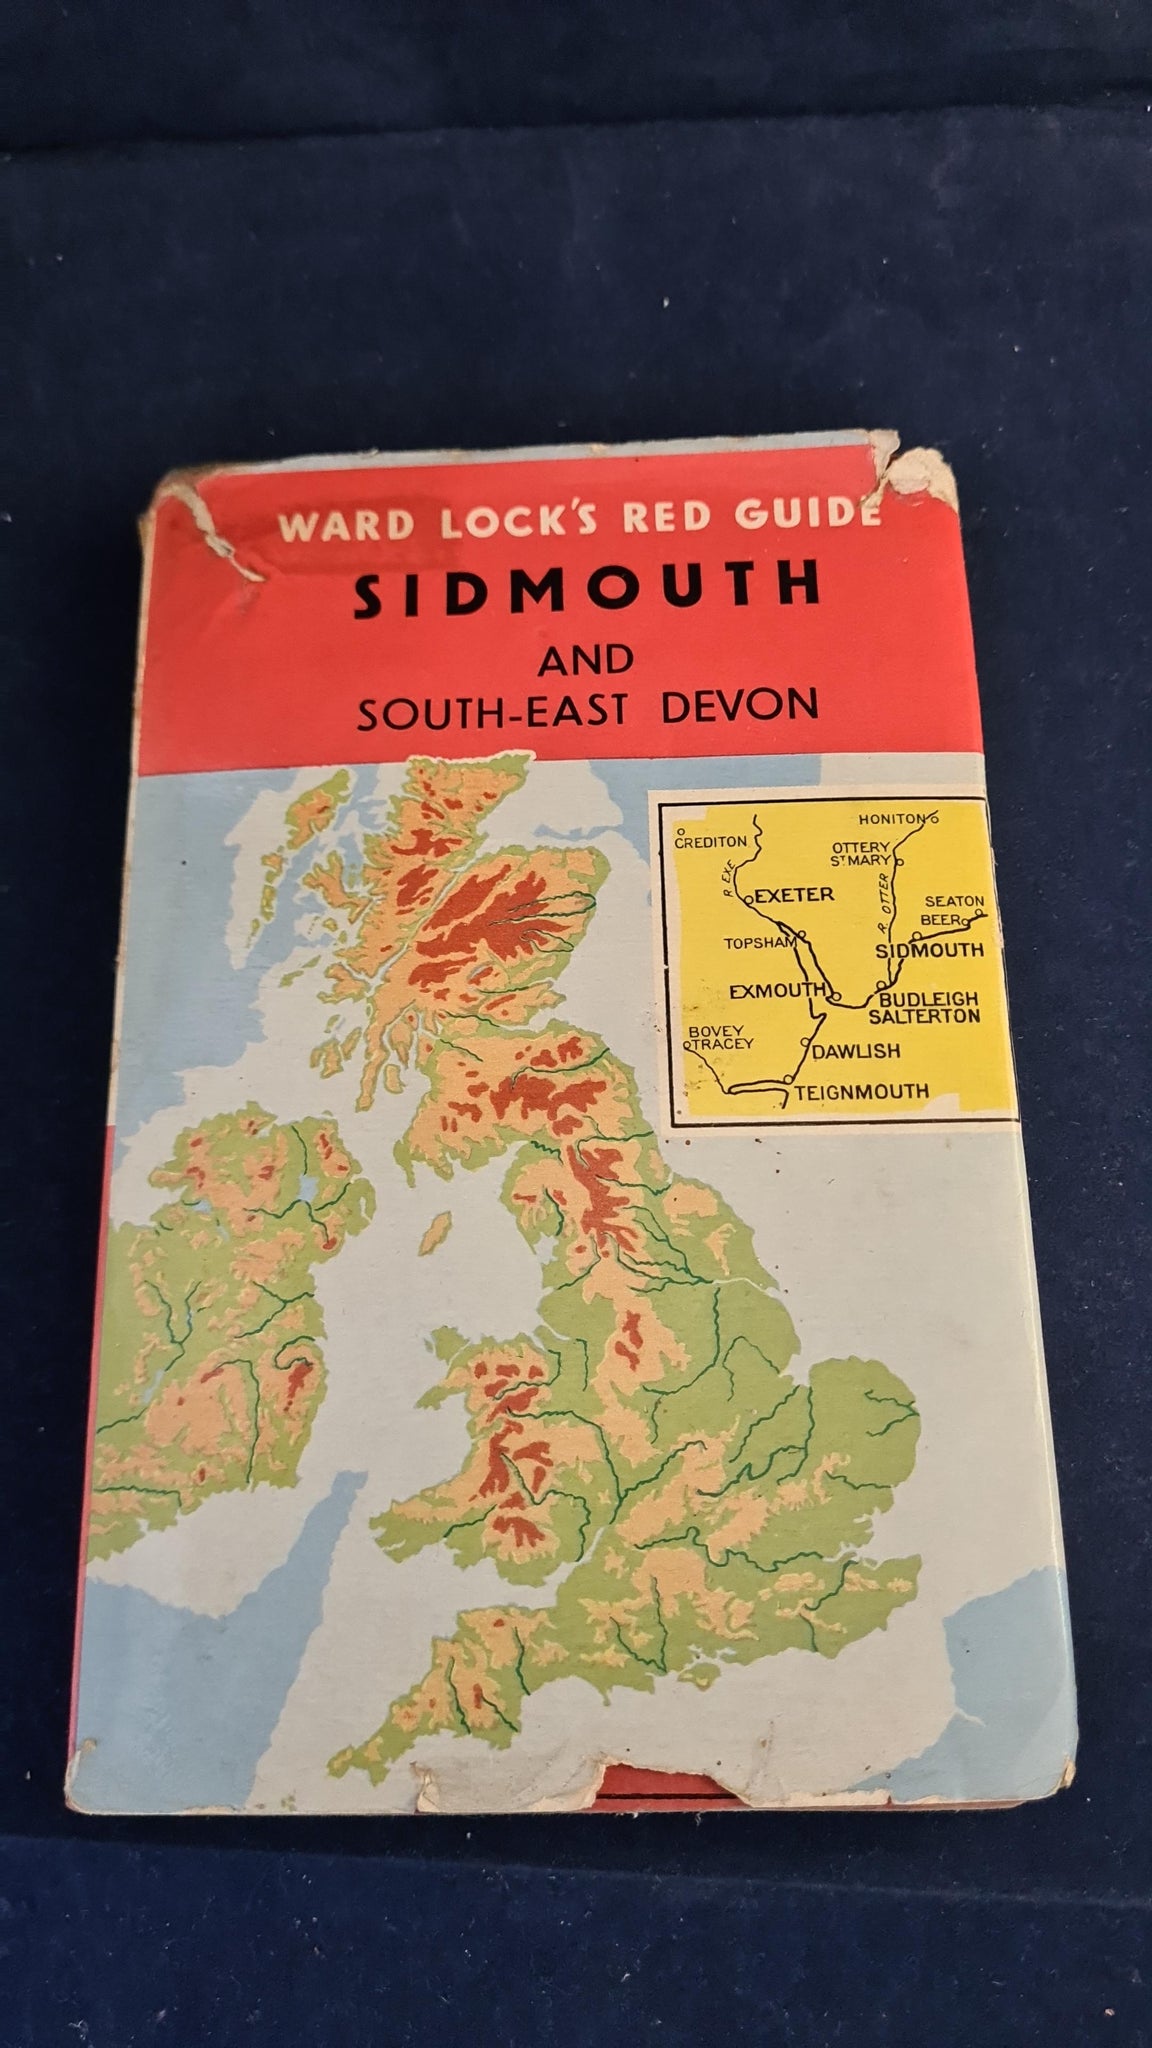 WARD LOCK'S RED GUIDE
SIDMOUTH
AND
SOUTH-EAST DEVON
CREDITON
HONITON
OTTERY
ST MARY
R. EXE
EXETER
R. OTTER
SEATON
BEER
TOPSHAM
SIDMOUTH
EXMOUTH
BUDLEIGH
SALTERTON
BOVEY
TRACEY
DAWLISH
TEIGNMOUTH